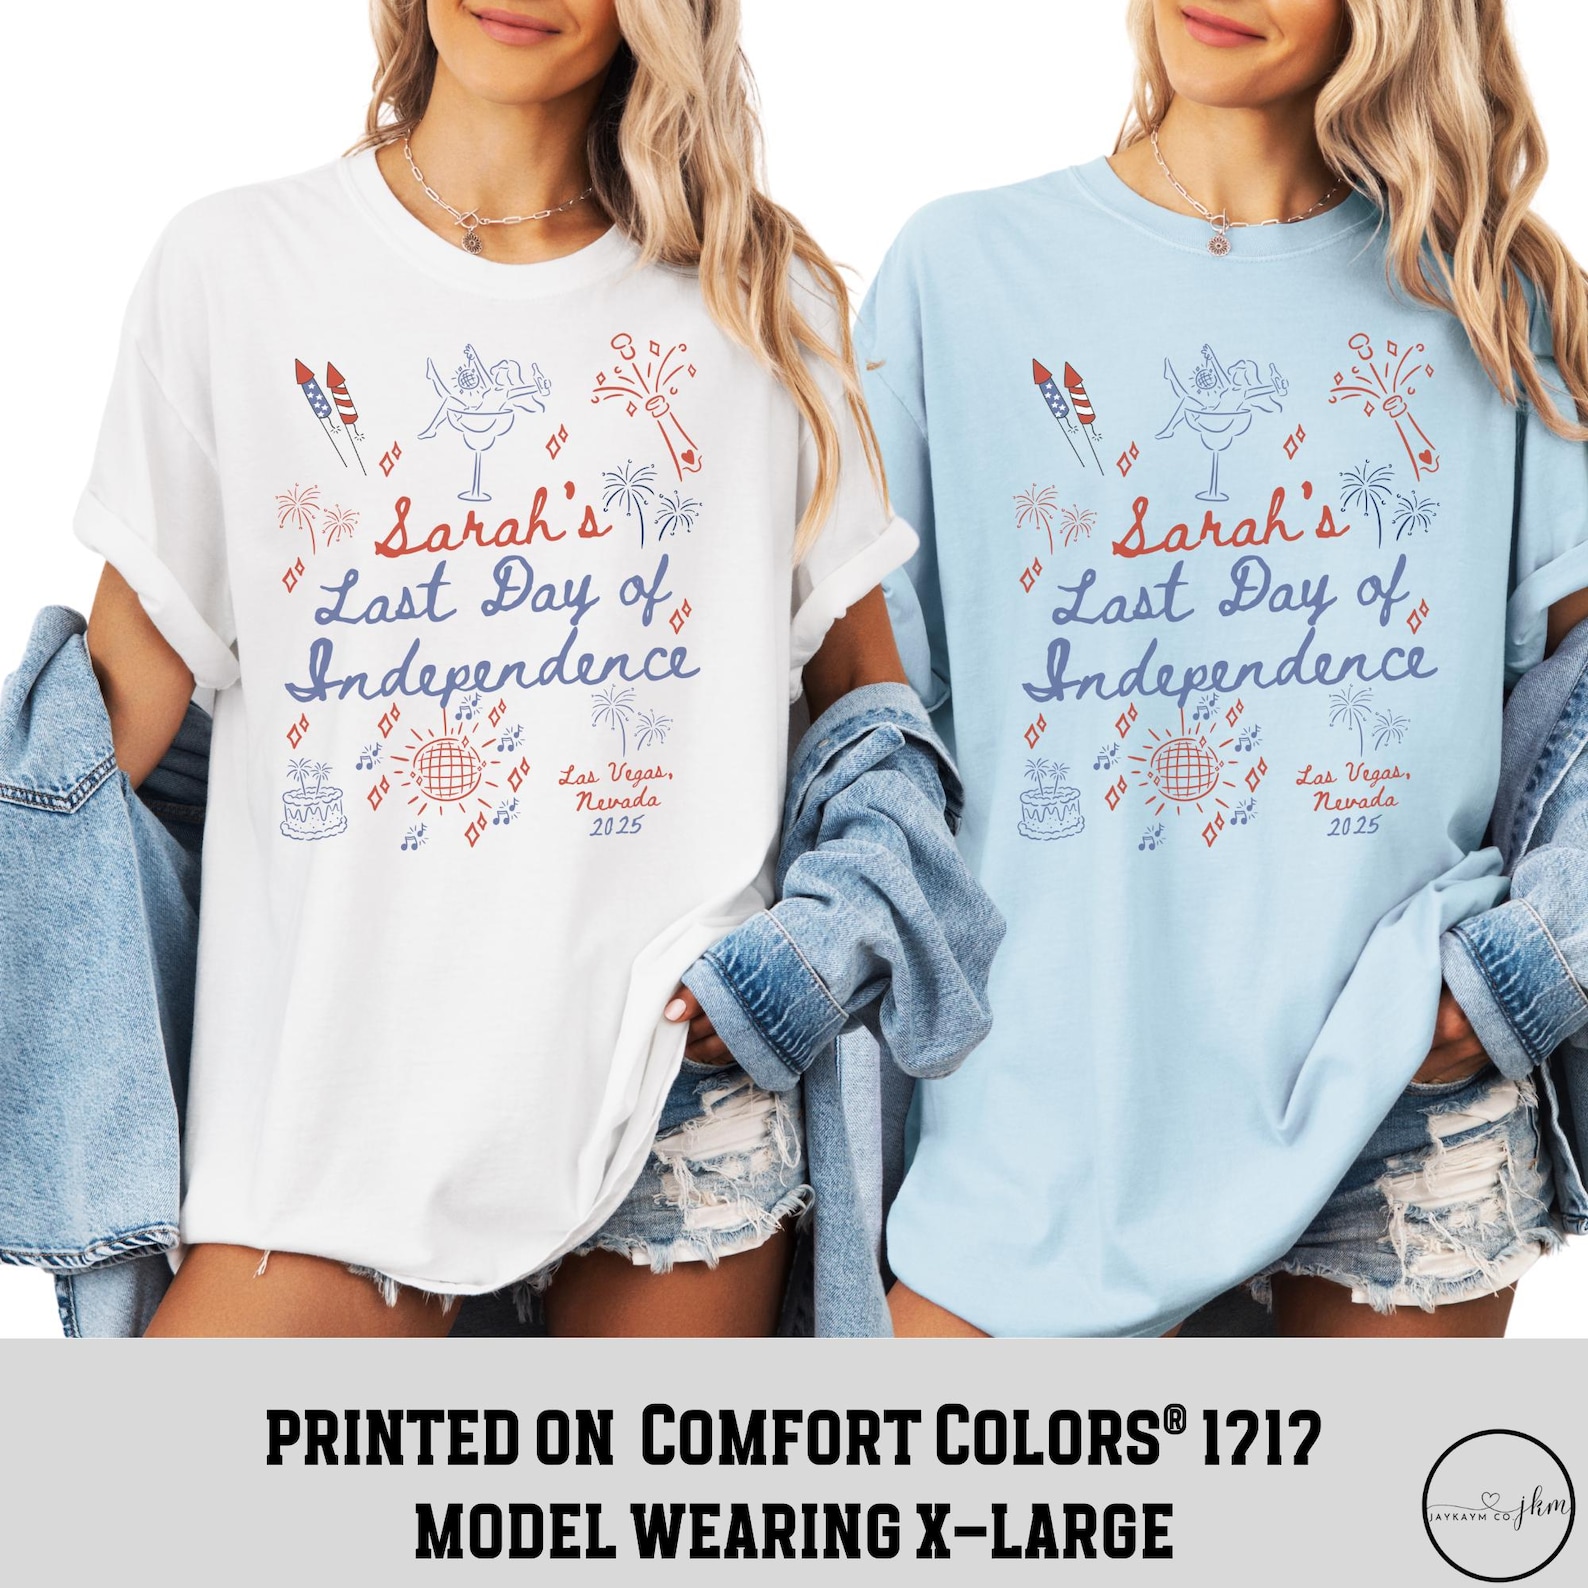 Sarah's
Last Day of
Independence
Las Vegas,
Nevada
2025
Sarah's
Last Day of
Independence
Las Vegas,
Nevada
2025
PRINTED ON COMFORT COLORS® 1717
MODEL WEARING X-LARGE
JAYKAYM CO. jkm